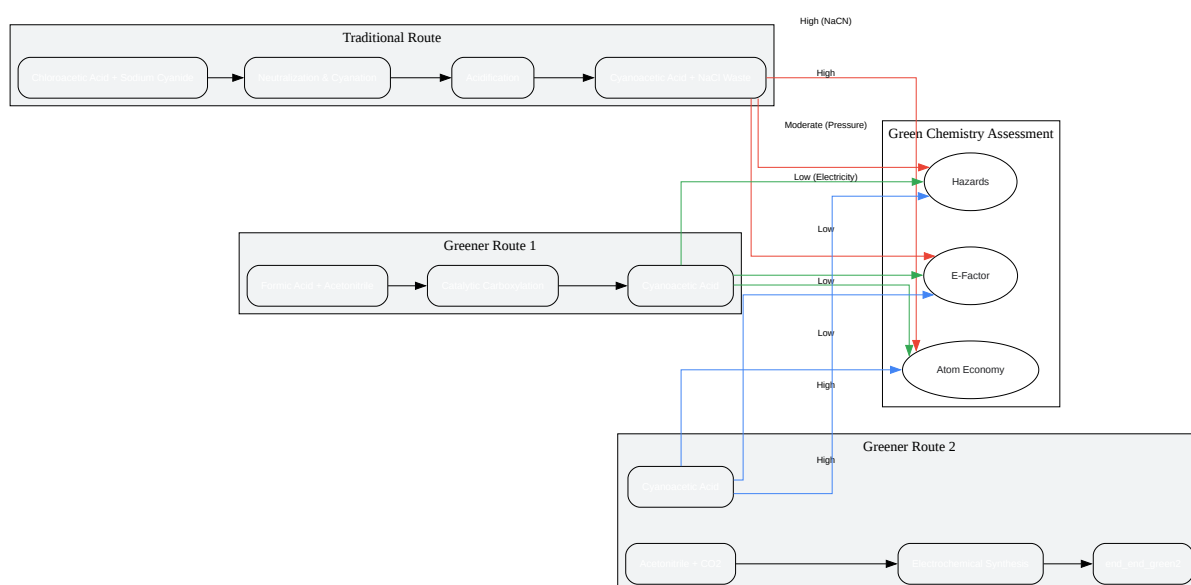 High (NaCN)
Traditional Route
Chloroacetic Acid + Sodium Cyanide
Neutralization & Cyanation
Acidification
Cyanoacetic Acid + NaCl Waste
High
Moderate (Pressure)
Green Chemistry Assessment
Hazards
Low (Electricity)
Low
Greener Route 1
Formic Acid + Acetonitrile
Catalytic Carboxylation
Cyanoacetic Acid
E-Factor
Low
Low
Atom Economy
High
Greener Route 2
High
Cyanoacetic Acid
Acetonitrile + CO2
Electrochemical Synthesis